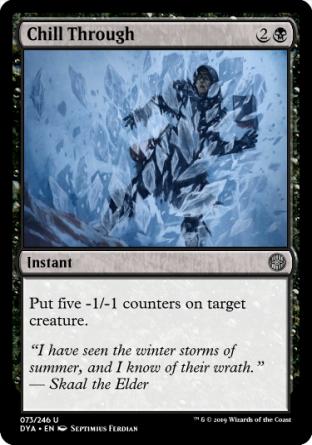 Chill Through 2
Instant
Put five -1/-1 counters on target
creature.
“I have seen the winter storms of
summer, and I know of their wrath.”
— Skaal the Elder
073/246 U
DYA • EN SEPTIMIUS FERDIAN ™ & © 2019 Wizards of the Coast